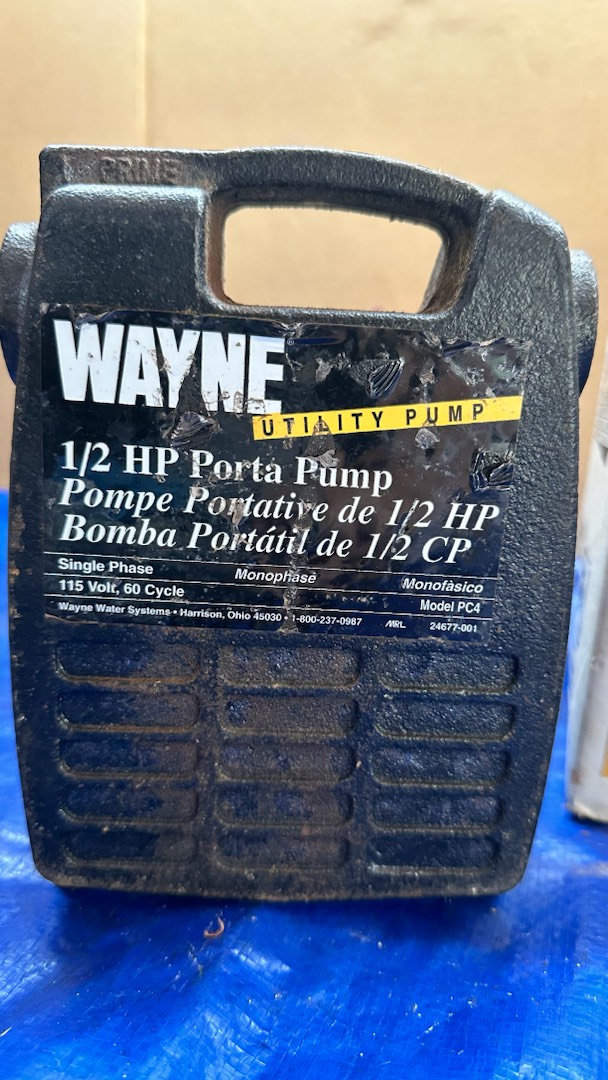 PRIME
WAYNE®
UTILITY PUMP
1/2 HP Porta Pump
Pompe Portative de 1/2 HP
Bomba Portátil de 1/2 CP
Single Phase Monophase Monofàsico
115 Volt, 60 Cycle Model PC4
Wayne Water Systems • Harrison, Ohio 45030 • 1-800-237-0987 MRL 24677-001